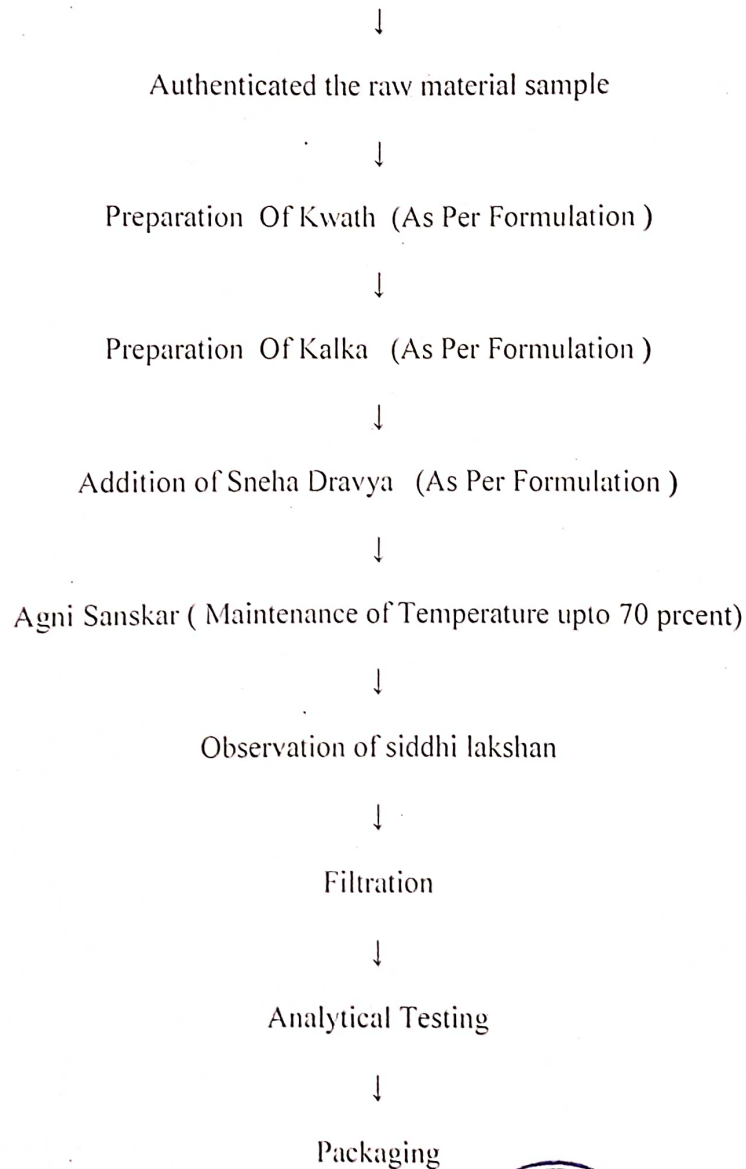 ↓
Authenticated the raw material sample
↓
Preparation Of Kwath (As Per Formulation )
↓
Preparation Of Kalka (As Per Formulation )
↓
Addition of Sneha Dravya (As Per Formulation )
↓
Agni Sanskar ( Maintenance of Temperature upto 70 prcent)
↓
Observation of siddhi lakshan
↓
Filtration
↓
Analytical Testing
↓
Packaging